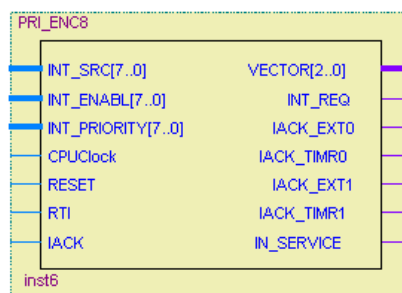 PRI_ENC8
INT_SRC[7..0] VECTOR[2..0]
INT_ENABL[7..0] INT_REQ
INT_PRIORITY[7..0] IACK_EXT0
CPUClock IACK_TIMR0
RESET IACK_EXT1
RTI IACK_TIMR1
IACK IN_SERVICE
inst6